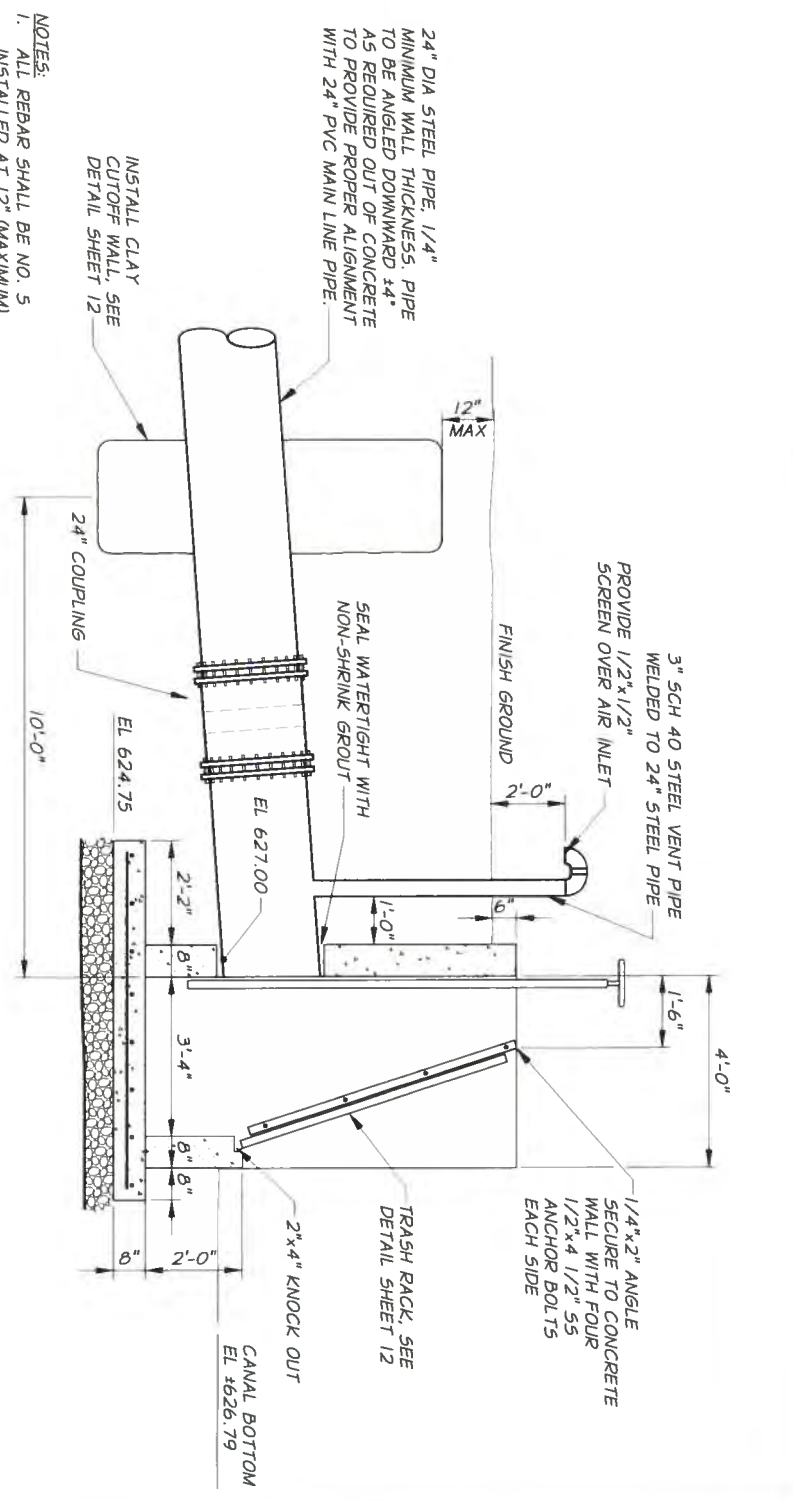 3" SCH 40 STEEL VENT PIPE
WELDED TO 24" STEEL PIPE
PROVIDE 1/2"x1/2"
SCREEN OVER AIR INLET
FINISH GROUND
24" DIA STEEL PIPE, 1/4"
MINIMUM WALL THICKNESS. PIPE
TO BE ANGLED DOWNWARD ±4°
AS REQUIRED OUT OF CONCRETE
TO PROVIDE PROPER ALIGNMENT
WITH 24" PVC MAIN LINE PIPE.
12"
MAX
2'-0"
6"
1'-0"
1'-6"
4'-0"
1/4"x2" ANGLE
SECURE TO CONCRETE
WALL WITH FOUR
1/2"x4 1/2" SS
ANCHOR BOLTS
EACH SIDE
SEAL WATERTIGHT WITH
NON-SHRINK GROUT
INSTALL CLAY
CUTOFF WALL, SEE
DETAIL SHEET 12
24" COUPLING
EL 627.00
EL 624.75
TRASH RACK, SEE
DETAIL SHEET 12
2"x4" KNOCK OUT
CANAL BOTTOM
EL ±626.79
2'-2"
8"
3'-4"
8"
8"
8"
2'-0"
10'-0"
NOTES:
1. ALL REBAR SHALL BE NO. 5
INSTALLED AT 12" (MAXIMUM)